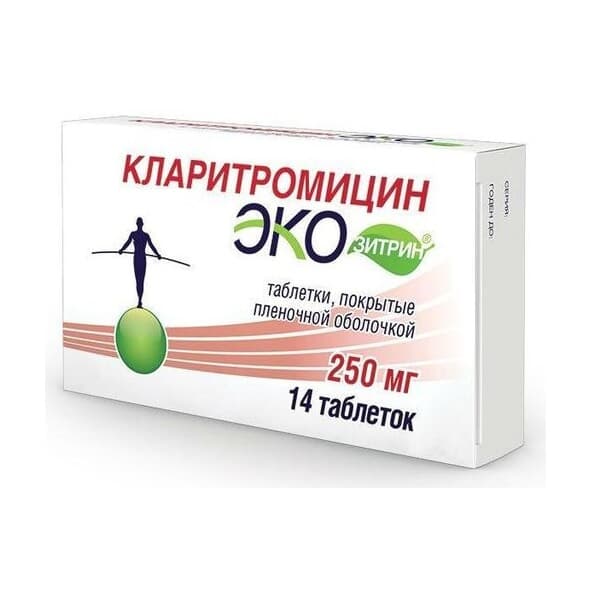 КЛАРИТРОМИЦИН
ЭКО ЗИТРИН®
таблетки, покрытые
пленочной оболочкой
250 мг
14 таблеток
СЕРИЯ:
ГОДЕН ДО: